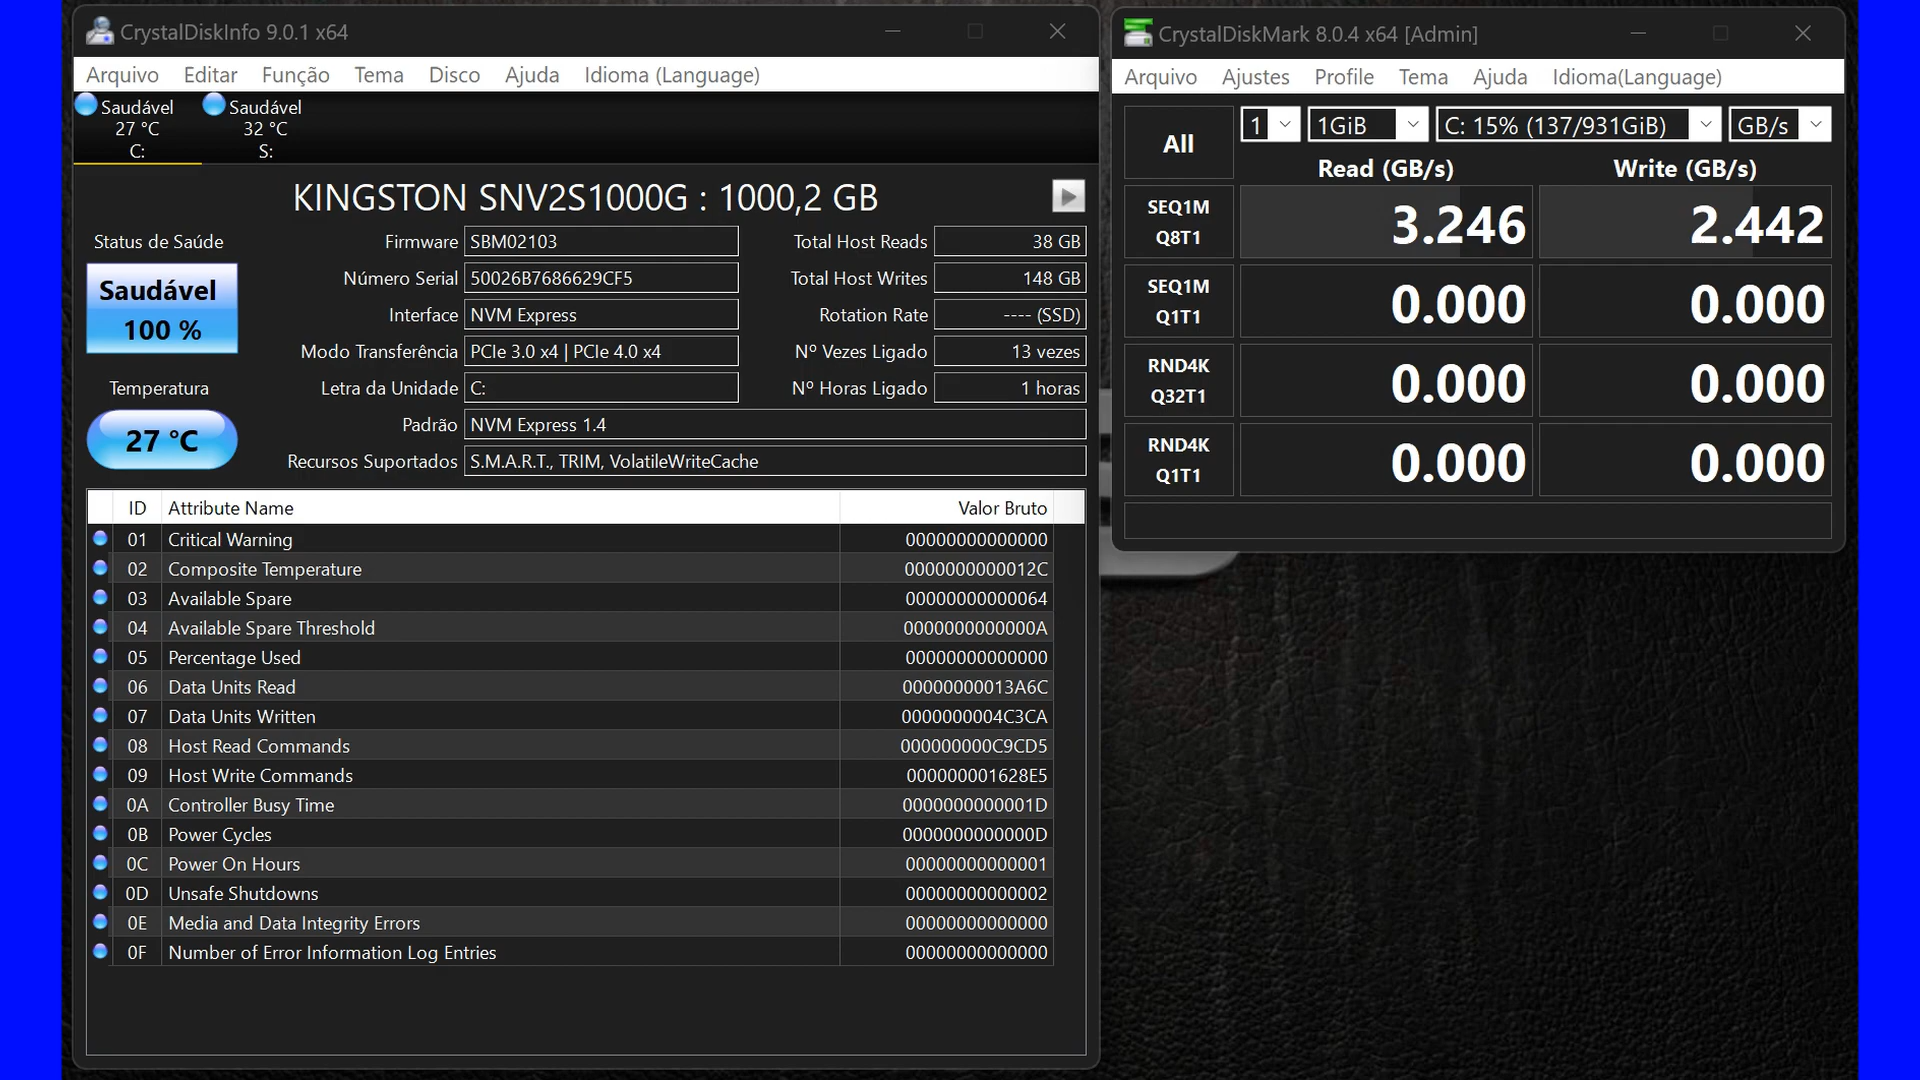 CrystalDiskInfo 9.0.1 x64
Arquivo Editar Função Tema Disco Ajuda Idioma (Language)
Saudável
27 °C
C:
Saudável
32 °C
S:
KINGSTON SNV2S1000G : 1000,2 GB
Status de Saúde
Saudável
100 %
Temperatura
27 °C
Firmware SBM02103
Número Serial 50026B7686629CF5
Interface NVM Express
Modo Transferência PCIe 3.0 x4 | PCIe 4.0 x4
Letra da Unidade C:
Padrão NVM Express 1.4
Recursos Suportados S.M.A.R.T., TRIM, VolatileWriteCache
Total Host Reads 38 GB
Total Host Writes 148 GB
Rotation Rate ---- (SSD)
Nº Vezes Ligado 13 vezes
Nº Horas Ligado 1 horas
ID Attribute Name Valor Bruto
01 Critical Warning 00000000000000
02 Composite Temperature 0000000000012C
03 Available Spare 00000000000064
04 Available Spare Threshold 0000000000000A
05 Percentage Used 00000000000000
06 Data Units Read 00000000013A6C
07 Data Units Written 0000000004C3CA
08 Host Read Commands 000000000C9CD5
09 Host Write Commands 000000001628E5
0A Controller Busy Time 0000000000001D
0B Power Cycles 0000000000000D
0C Power On Hours 00000000000001
0D Unsafe Shutdowns 00000000000002
0E Media and Data Integrity Errors 00000000000000
0F Number of Error Information Log Entries 00000000000000
CrystalDiskMark 8.0.4 x64 [Admin]
Arquivo Ajustes Profile Tema Ajuda Idioma(Language)
All 1 1GiB C: 15% (137/931GiB) GB/s
Read (GB/s) Write (GB/s)
SEQ1M
Q8T1 3.246 2.442
SEQ1M
Q1T1 0.000 0.000
RND4K
Q32T1 0.000 0.000
RND4K
Q1T1 0.000 0.000